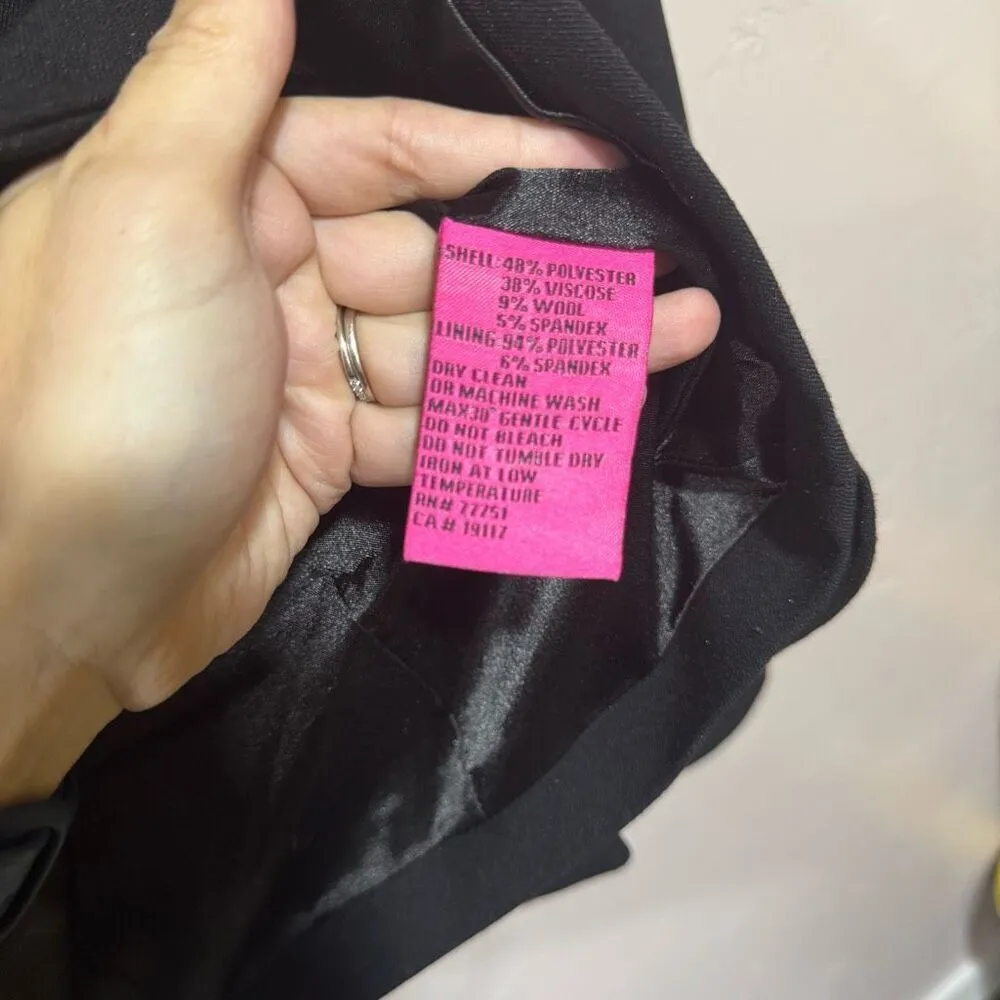 SHELL:48% POLYESTER
38% VISCOSE
9% WOOL
5% SPANDEX
LINING:94% POLYESTER
6% SPANDEX
DRY CLEAN
OR MACHINE WASH
MAX30° GENTLE CYCLE
DO NOT BLEACH
DO NOT TUMBLE DRY
IRON AT LOW
TEMPERATURE
RN# 77751
CA# 19117